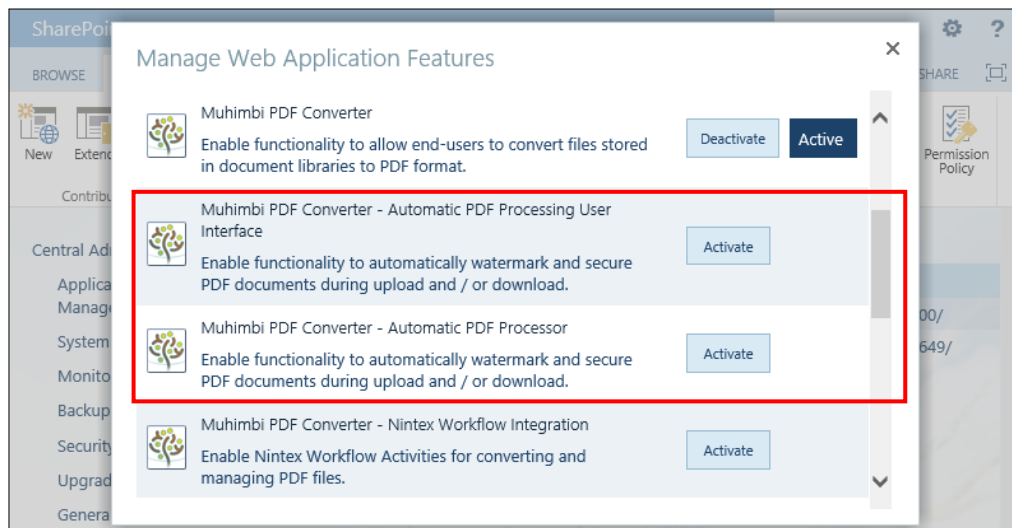 SharePoi
?
BROWSE
SHARE
New
Extend
Contribu
Permission
Policy
Central Ad
Applica
Manage
System
Monito
Backup
Security
Upgrad
Genera
00/
649/
Manage Web Application Features
Muhimbi PDF Converter
Enable functionality to allow end-users to convert files stored
in document libraries to PDF format.
Deactivate
Active
Muhimbi PDF Converter - Automatic PDF Processing User
Interface
Enable functionality to automatically watermark and secure
PDF documents during upload and / or download.
Activate
Muhimbi PDF Converter - Automatic PDF Processor
Enable functionality to automatically watermark and secure
PDF documents during upload and / or download.
Activate
Muhimbi PDF Converter - Nintex Workflow Integration
Enable Nintex Workflow Activities for converting and
managing PDF files.
Activate